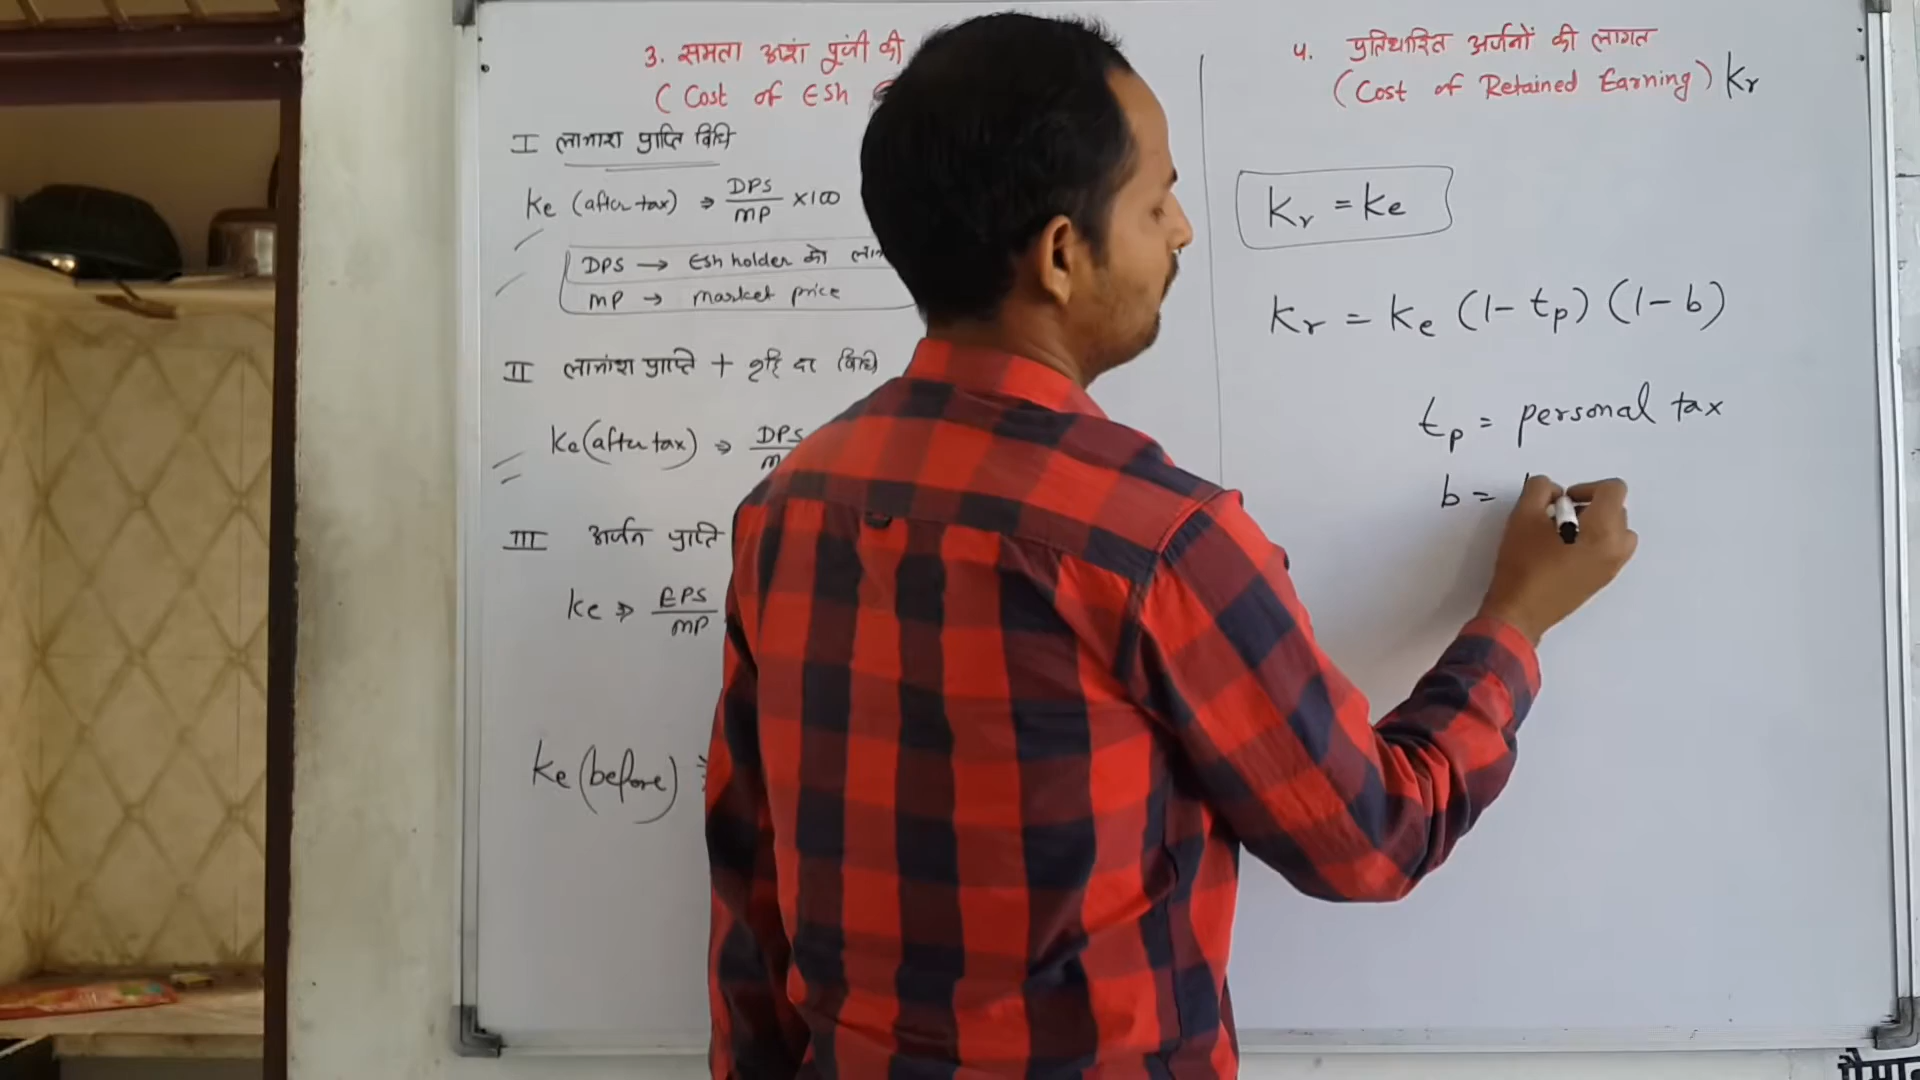 3. समता अशं पूंजी की
(Cost of ESh
I लाभाश प्राप्ति विधि
Ke (after tax) ⇒ DPS/MP ×100
DPS → Esh holder को
MP → market price
II लाभांश प्राप्ति + वृद्धि दर विधि
Ke (after tax) ⇒ DPS
III अर्जन प्राप्ति
Ke ⇒ EPS/MP
Ke (before)
4. प्रतिधारित अर्जनों की लागत
(Cost of Retained Earning) Kr
Kr = Ke
Kr = Ke (1- tp) (1- b)
tp = personal tax
b =